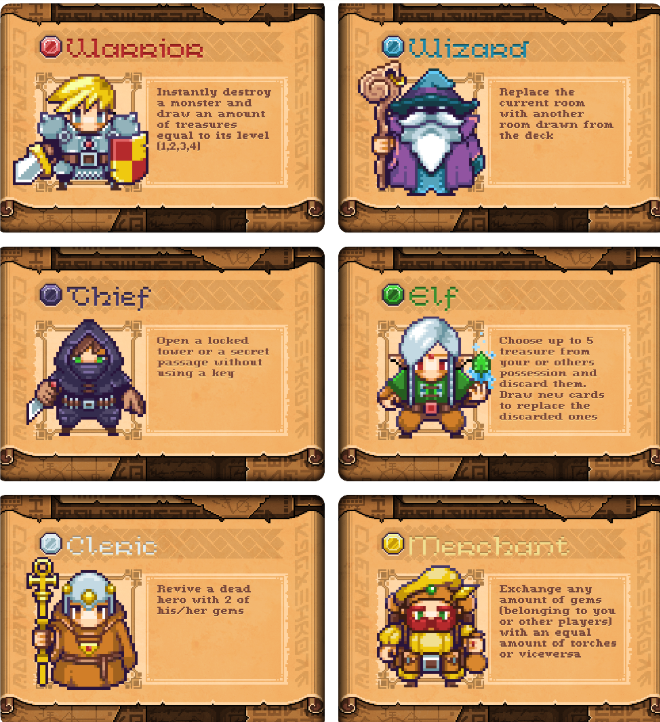 Warrior
Instantly destroy
a monster and
draw an amount
of treasures
equal to its level
(1,2,3,4)
Wizard
Replace the
current room
with another
room drawn from
the deck
Thief
Open a locked
tower or a secret
passage without
using a key
Elf
Choose up to 5
treasure from
your or others
possession and
discard them.
Draw new cards
to replace the
discarded ones
Cleric
Revive a dead
hero with 2 of
his/her gems
Merchant
Exchange any
amount of gems
(belonging to you
or other players)
with an equal
amount of torches
or viceversa